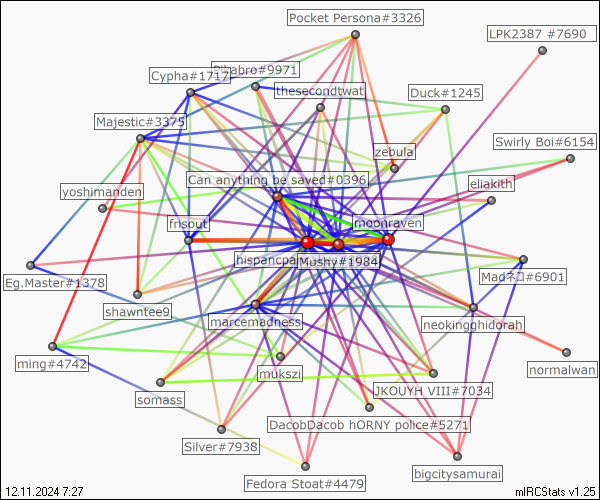 Pocket Persona#3326
LPK2387 #7690
Cypha#1717
#9971
thesecondtwat
Duck#1245
Majestic#3375
zebula
Swirly Boi#6154
Can anything be saved#0396
eliakith
yoshimanden
frisout
moonraven
Mushy#1984
Eg.Master#1378
Madネロ#6901
shawntee9
marcemadness
neokingghidorah
ming#4742
mukszi
normalwan
somass
JKOUYH VIII#7034
DacobDacob hORNY police#5271
Silver#7938
Fedora Stoat#4479
bigcitysamurai
12.11.2024 7:27
mIRCStats v1.25